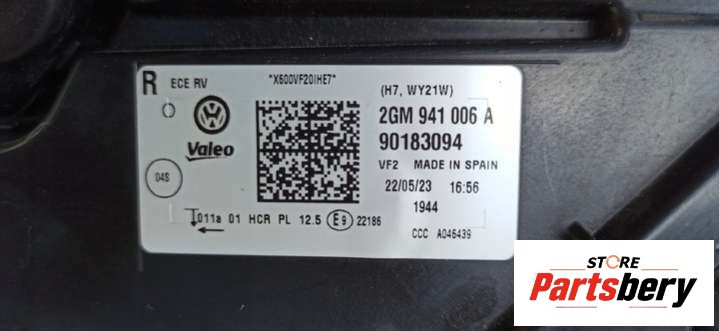 R ECE RV *X600VF20IHE7* (H7, WY21W)
2GM 941 006 A
Valeo 90183094
VF2 MADE IN SPAIN
04S 22/05/23 16:56
1944
011a 01 HCR PL 12.5 E9 22186
CCC A046439
STORE
Partsbery